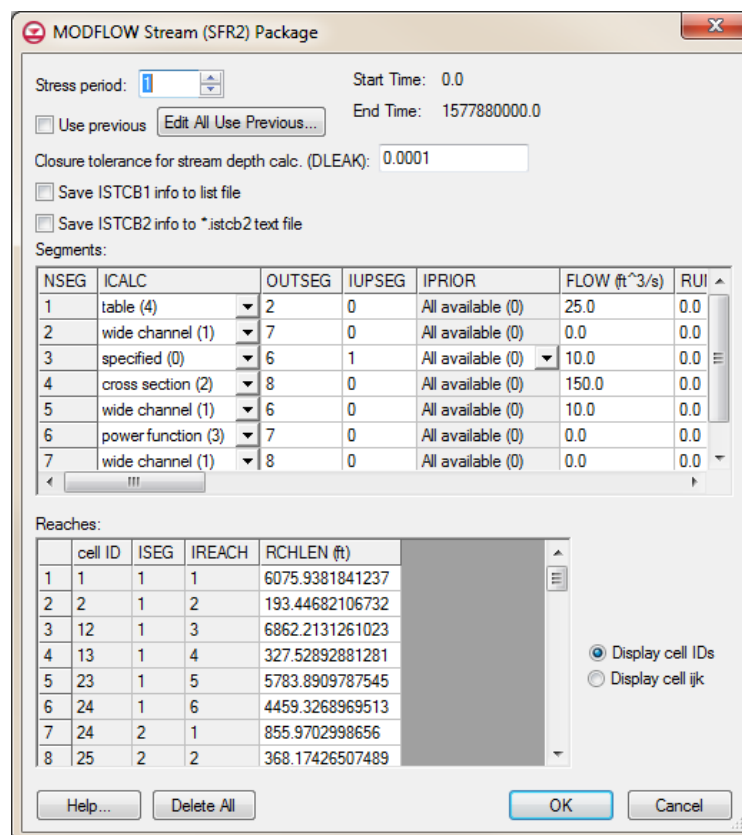 MODFLOW Stream (SFR2) Package
Stress period: 1 Start Time: 0.0
Use previous Edit All Use Previous... End Time: 1577880000.0
Closure tolerance for stream depth calc. (DLEAK): 0.0001
Save ISTCB1 info to list file
Save ISTCB2 info to *.istcb2 text file
Segments:
NSEG ICALC OUTSEG IUPSEG IPRIOR FLOW (ft^3/s) RUI
1 table (4) 2 0 All available (0) 25.0 0.0
2 wide channel (1) 7 0 All available (0) 0.0 0.0
3 specified (0) 6 1 All available (0) 10.0 0.0
4 cross section (2) 8 0 All available (0) 150.0 0.0
5 wide channel (1) 6 0 All available (0) 10.0 0.0
6 power function (3) 7 0 All available (0) 0.0 0.0
7 wide channel (1) 8 0 All available (0) 0.0 0.0
Reaches:
cell ID ISEG IREACH RCHLEN (ft)
1 1 1 1 6075.9381841237
2 2 1 2 193.44682106732
3 12 1 3 6862.2131261023
4 13 1 4 327.52892881281
5 23 1 5 5783.8909787545
6 24 1 6 4459.3268969513
7 24 2 1 855.9702998656
8 25 2 2 368.17426507489
Display cell IDs
Display cell ijk
Help... Delete All OK Cancel